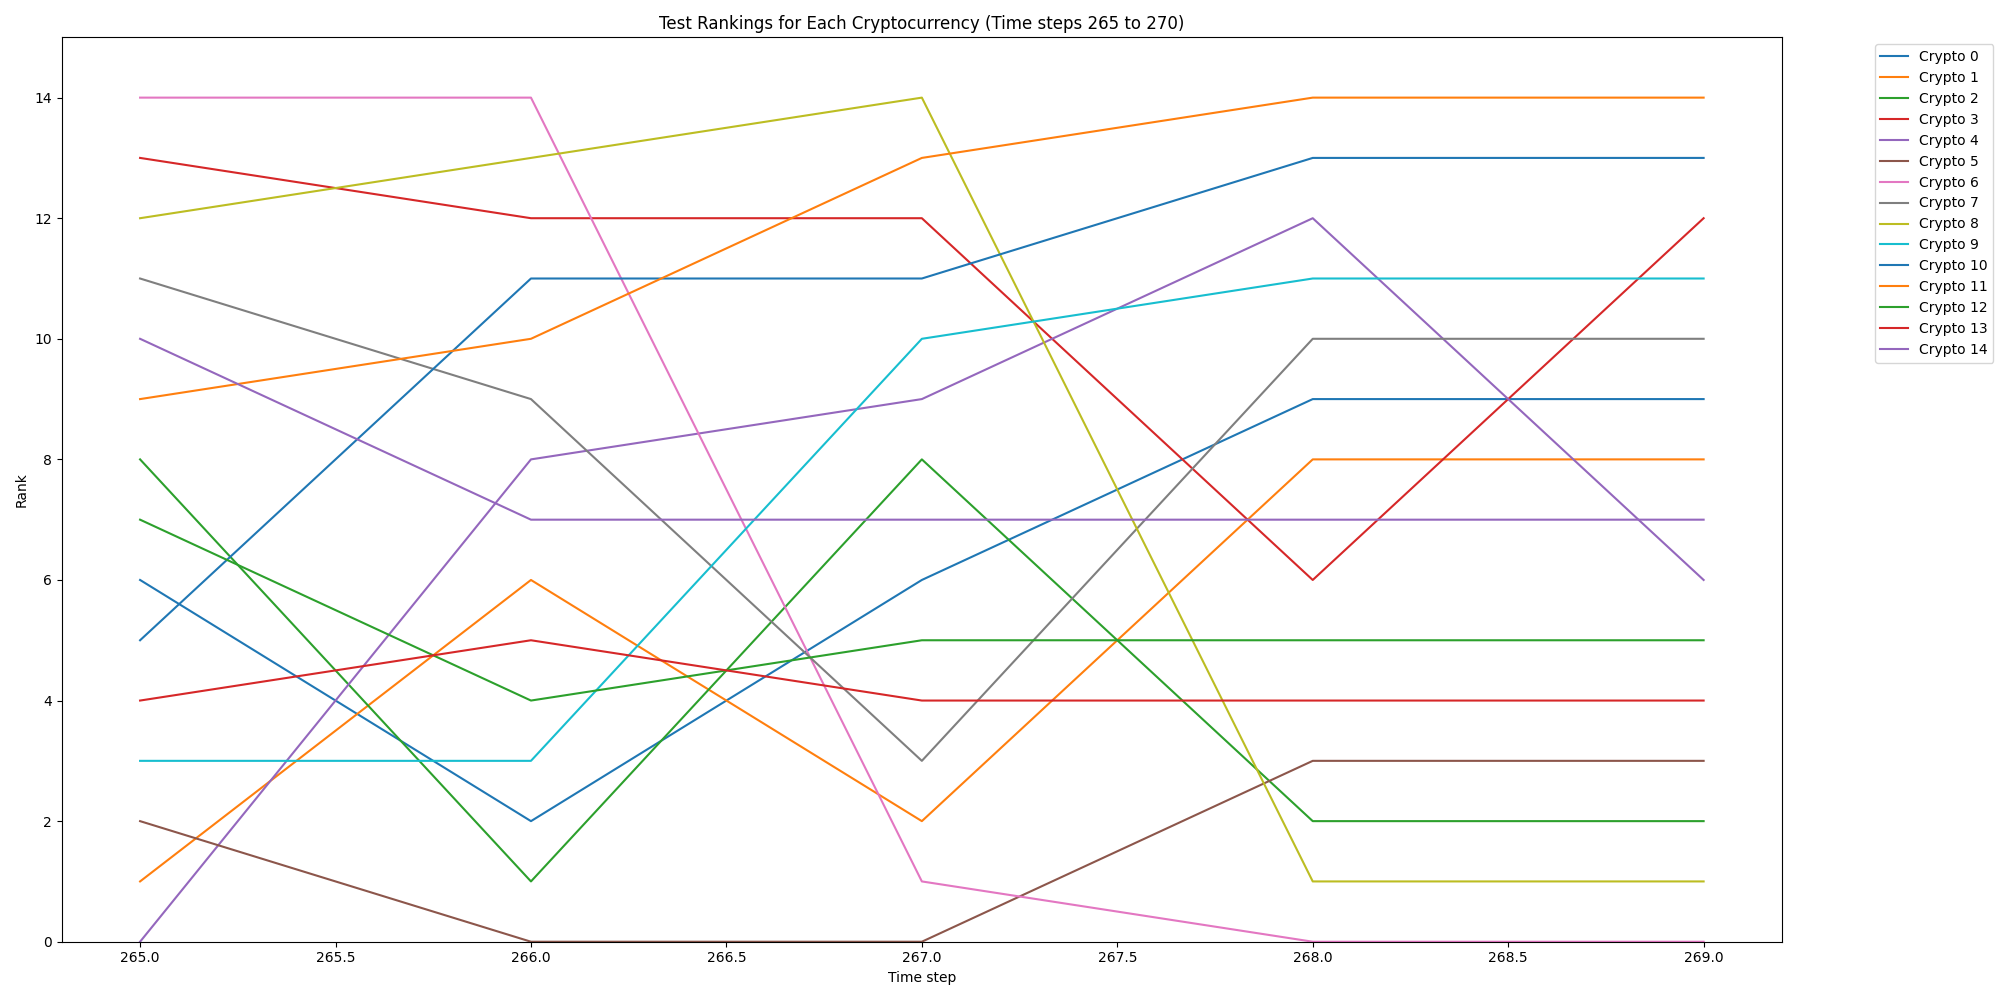 Test Rankings for Each Cryptocurrency (Time steps 265 to 270)
Rank
14
12
10
8
6
4
2
0
265.0 265.5 266.0 266.5 267.0 267.5 268.0 268.5 269.0
Time step
Crypto 0
Crypto 1
Crypto 2
Crypto 3
Crypto 4
Crypto 5
Crypto 6
Crypto 7
Crypto 8
Crypto 9
Crypto 10
Crypto 11
Crypto 12
Crypto 13
Crypto 14